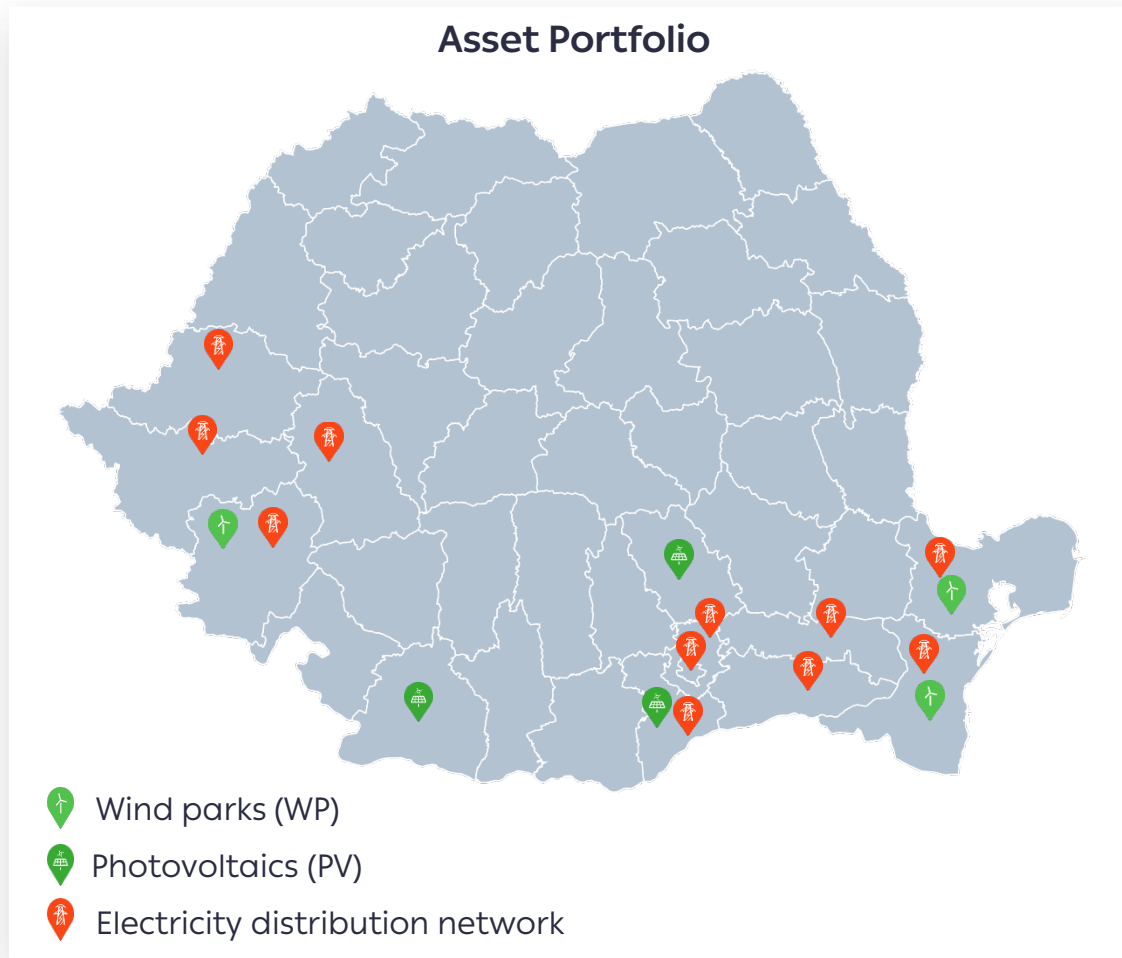 Asset Portfolio
Wind parks (WP)
Photovoltaics (PV)
Electricity distribution network